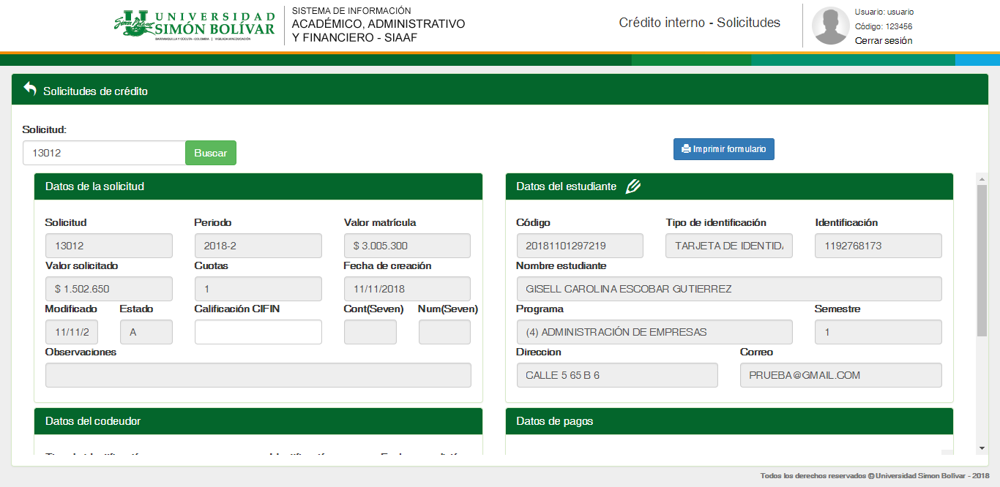 UNIVERSIDAD
SIMÓN BOLÍVAR
BARRANQUILLA Y CÚCUTA - COLOMBIA | VIGILADA MINEDUCACIÓN
SISTEMA DE INFORMACIÓN
ACADÉMICO, ADMINISTRATIVO
Y FINANCIERO - SIAAF
Crédito interno - Solicitudes
Usuario: usuario
Código: 123456
Cerrar sesión
Solicitudes de crédito
Solicitud:
13012 Buscar
Imprimir formulario
Datos de la solicitud
Solicitud Periodo Valor matrícula
13012 2018-2 $ 3.005.300
Valor solicitado Cuotas Fecha de creación
$ 1.502.650 1 11/11/2018
Modificado Estado Calificación CIFIN Cont(Seven) Num(Seven)
11/11/2 A
Observaciones
Datos del estudiante
Código Tipo de identificación Identificación
20181101297219 TARJETA DE IDENTID 1192768173
Nombre estudiante
GISELL CAROLINA ESCOBAR GUTIERREZ
Programa Semestre
(4) ADMINISTRACIÓN DE EMPRESAS 1
Direccion Correo
CALLE 5 65 B 6 PRUEBA@GMAIL.COM
Datos del codeudor
Datos de pagos
Todos los derechos reservados © Universidad Simon Bolívar - 2018